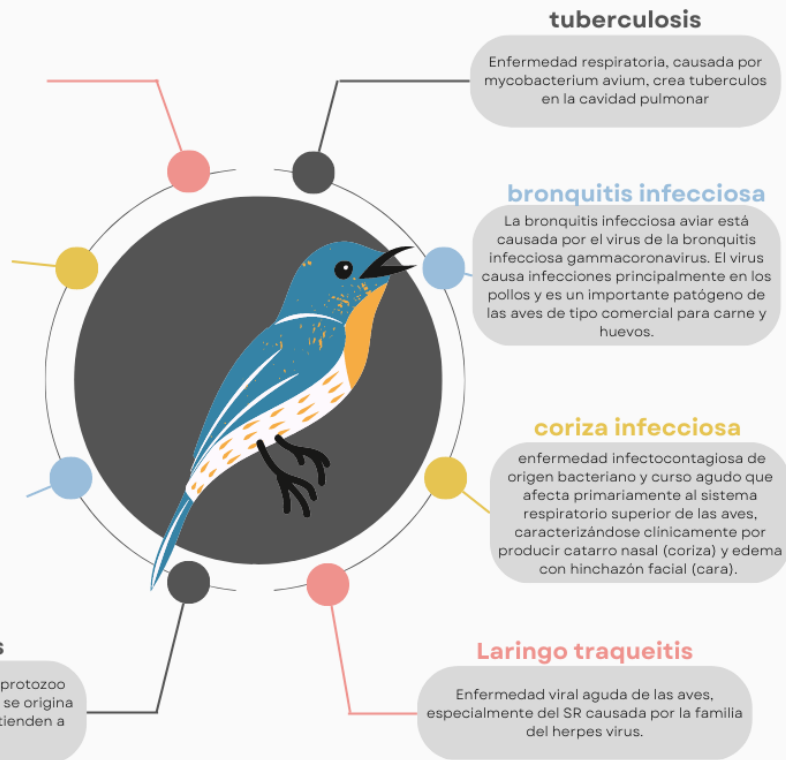 tuberculosis
Enfermedad respiratoria, causada por
mycobacterium avium, crea tuberculos
en la cavidad pulmonar
bronquitis infecciosa
La bronquitis infecciosa aviar está
causada por el virus de la bronquitis
infecciosa gammacoronavirus. El virus
causa infecciones principalmente en los
pollos y es un importante patógeno de
las aves de tipo comercial para carne y
huevos.
coriza infecciosa
enfermedad infectocontagiosa de
origen bacteriano y curso agudo que
afecta primariamente al sistema
respiratorio superior de las aves,
caracterizándose clínicamente por
producir catarro nasal (coriza) y edema
con hinchazón facial (cara).
Laringo traqueitis
Enfermedad viral aguda de las aves,
especialmente del SR causada por la familia
del herpes virus.
s
protozoo
se origina
tienden a